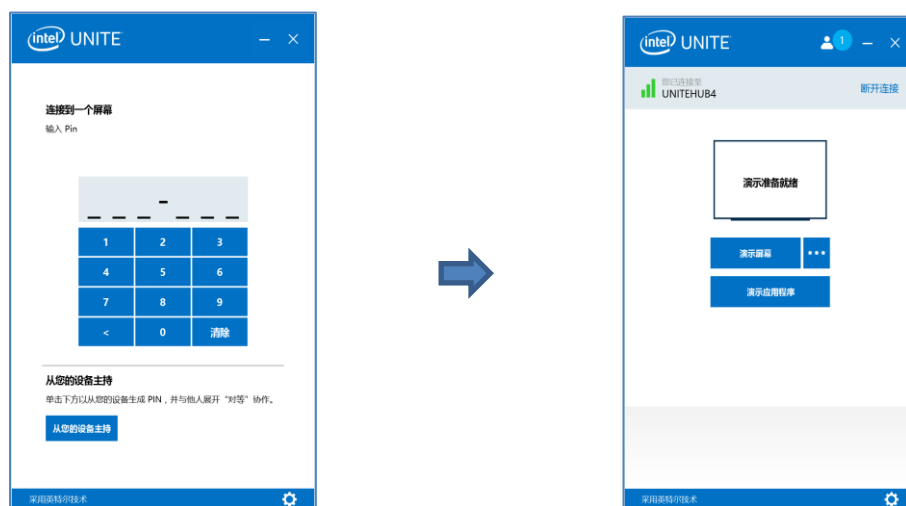 intel UNITE
连接到一个屏幕
输入 Pin
_ _ _ - _ _ _
1 2 3
4 5 6
7 8 9
< 0 清除
从您的设备主持
单击下方以从您的设备生成 PIN，并与他人展开“对等”协作。
从您的设备主持
采用英特尔技术
intel UNITE 1
您已连接至
UNITEHUB4
断开连接
演示准备就绪
演示屏幕 •••
演示应用程序
采用英特尔技术